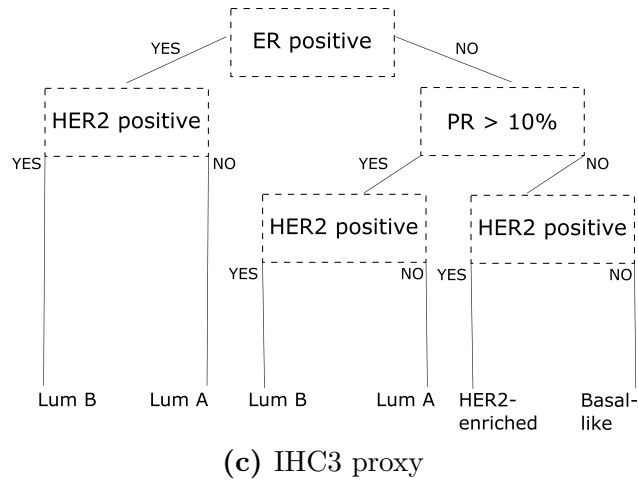 ER positive
YES
NO
HER2 positive
PR > 10%
YES
NO
YES
NO
HER2 positive
HER2 positive
YES
NO
YES
NO
Lum B
Lum A
Lum B
Lum A
HER2-
enriched
Basal-
like
(c) IHC3 proxy